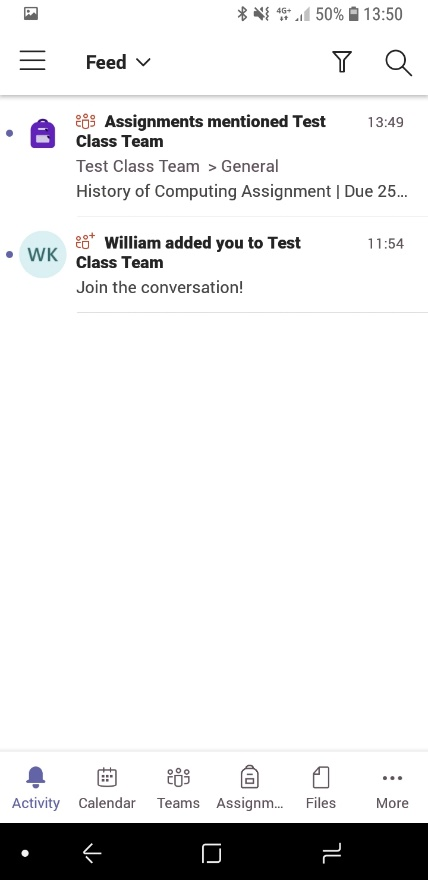 4G+ 50% 13:50
Feed
Assignments mentioned Test 13:49
Class Team
Test Class Team > General
History of Computing Assignment | Due 25...
WK
William added you to Test 11:54
Class Team
Join the conversation!
Activity Calendar Teams Assignm... Files More